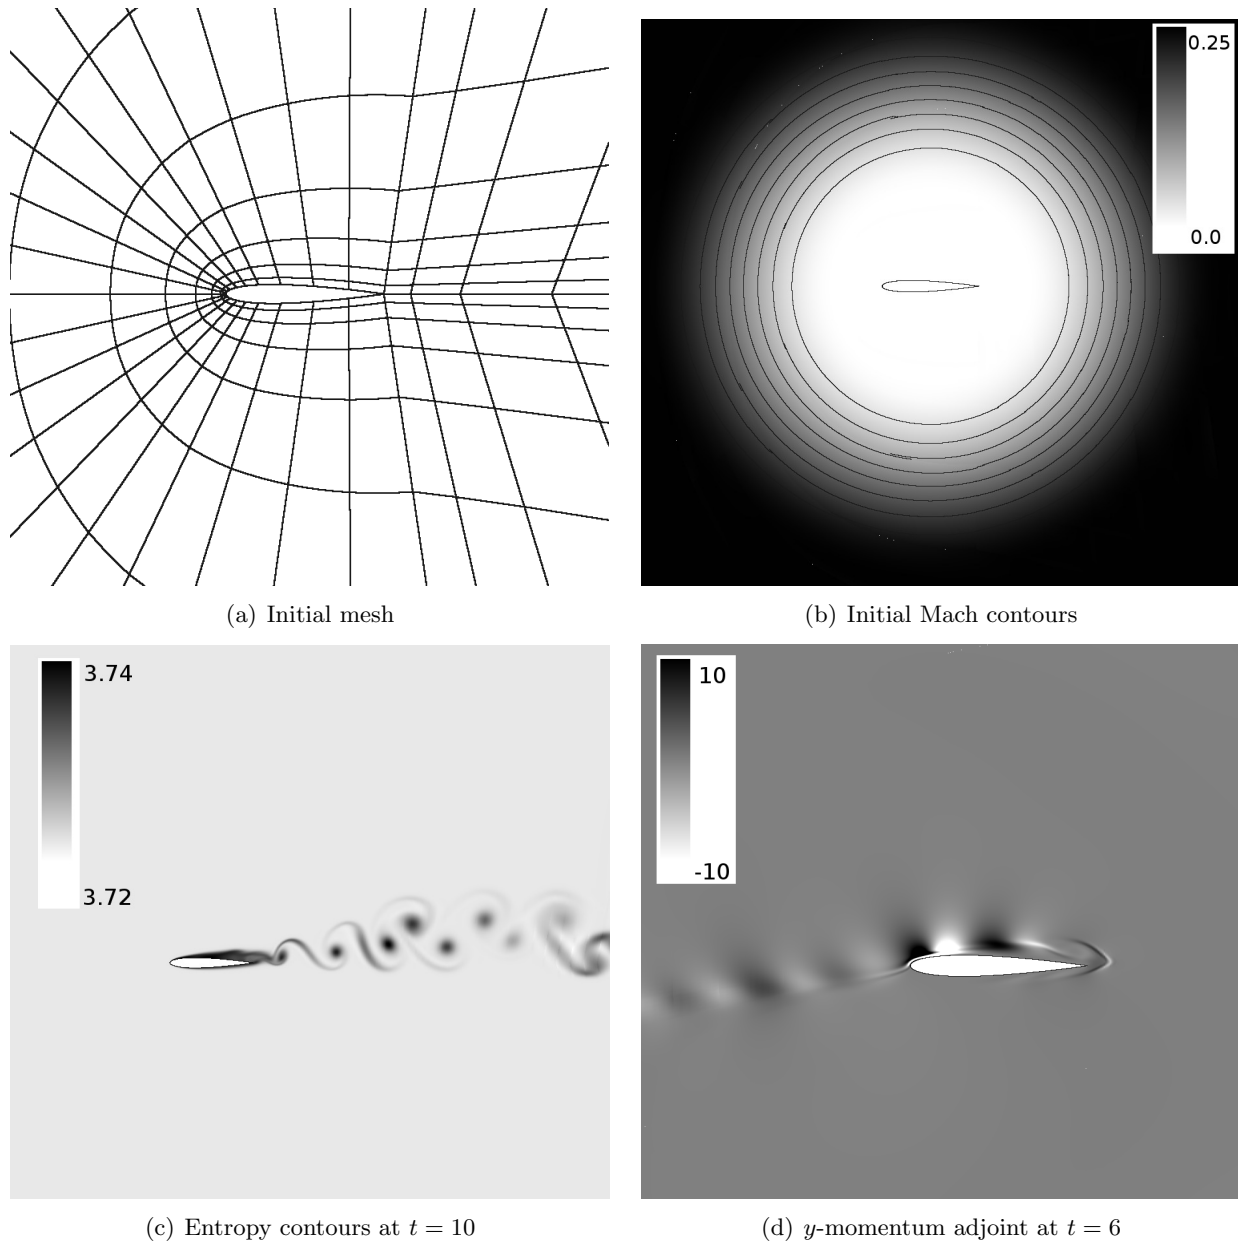 0.25
0.0
(a) Initial mesh
(b) Initial Mach contours
3.74
3.72
10
-10
(c) Entropy contours at t = 10
(d) y-momentum adjoint at t = 6